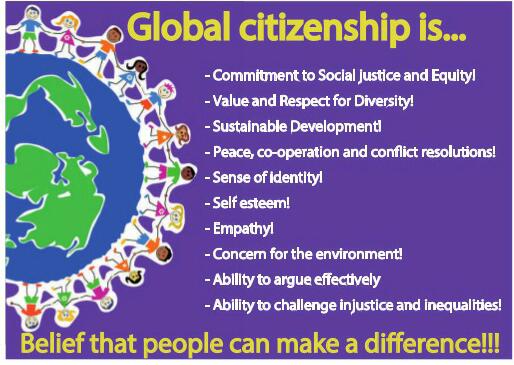 Global citizenship is...
- Commitment to Social justice and Equity!
- Value and Respect for Diversity!
- Sustainable Development!
- Peace, co-operation and conflict resolutions!
- Sense of identity!
- Self esteem!
- Empathy!
- Concern for the environment!
- Ability to argue effectively
- Ability to challenge injustice and inequalities!
Belief that people can make a difference!!!